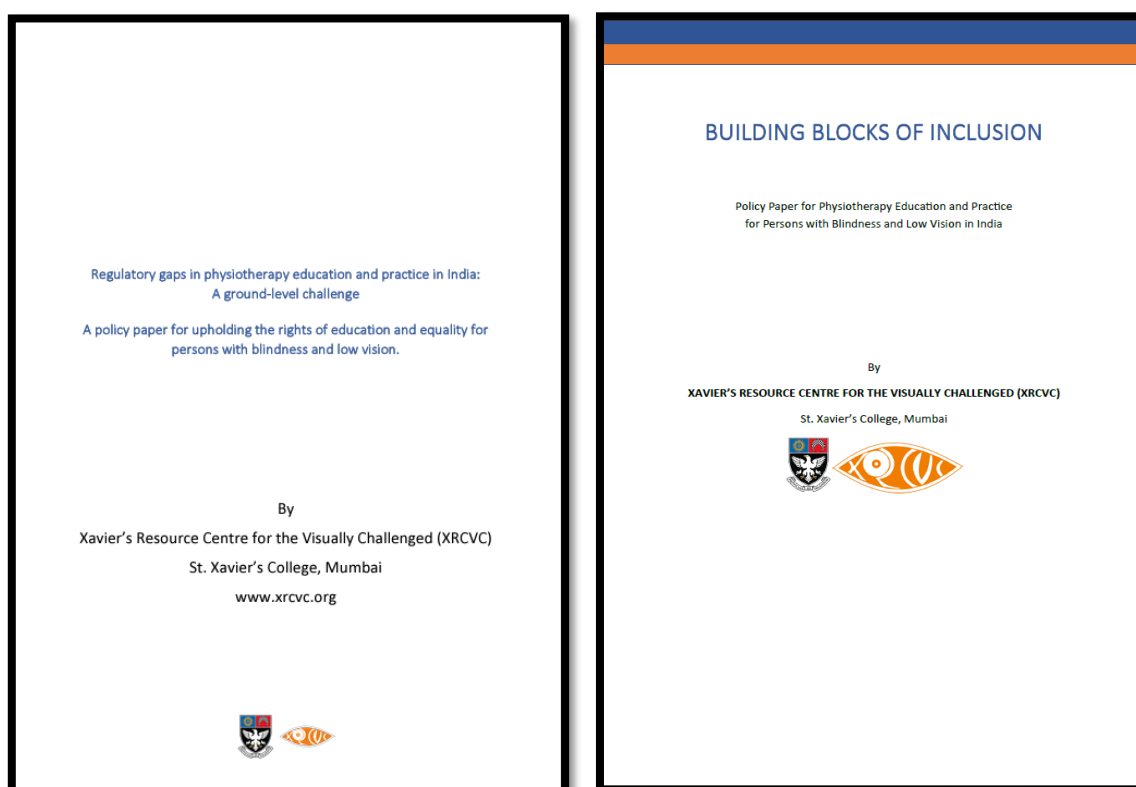 Regulatory gaps in physiotherapy education and practice in India:
A ground-level challenge
A policy paper for upholding the rights of education and equality for
persons with blindness and low vision.
By
Xavier's Resource Centre for the Visually Challenged (XRCVC)
St. Xavier's College, Mumbai
www.xrcvc.org
XRCVC
BUILDING BLOCKS OF INCLUSION
Policy Paper for Physiotherapy Education and Practice
for Persons with Blindness and Low Vision in India
By
XAVIER'S RESOURCE CENTRE FOR THE VISUALLY CHALLENGED (XRCVC)
St. Xavier's College, Mumbai
XRCVC